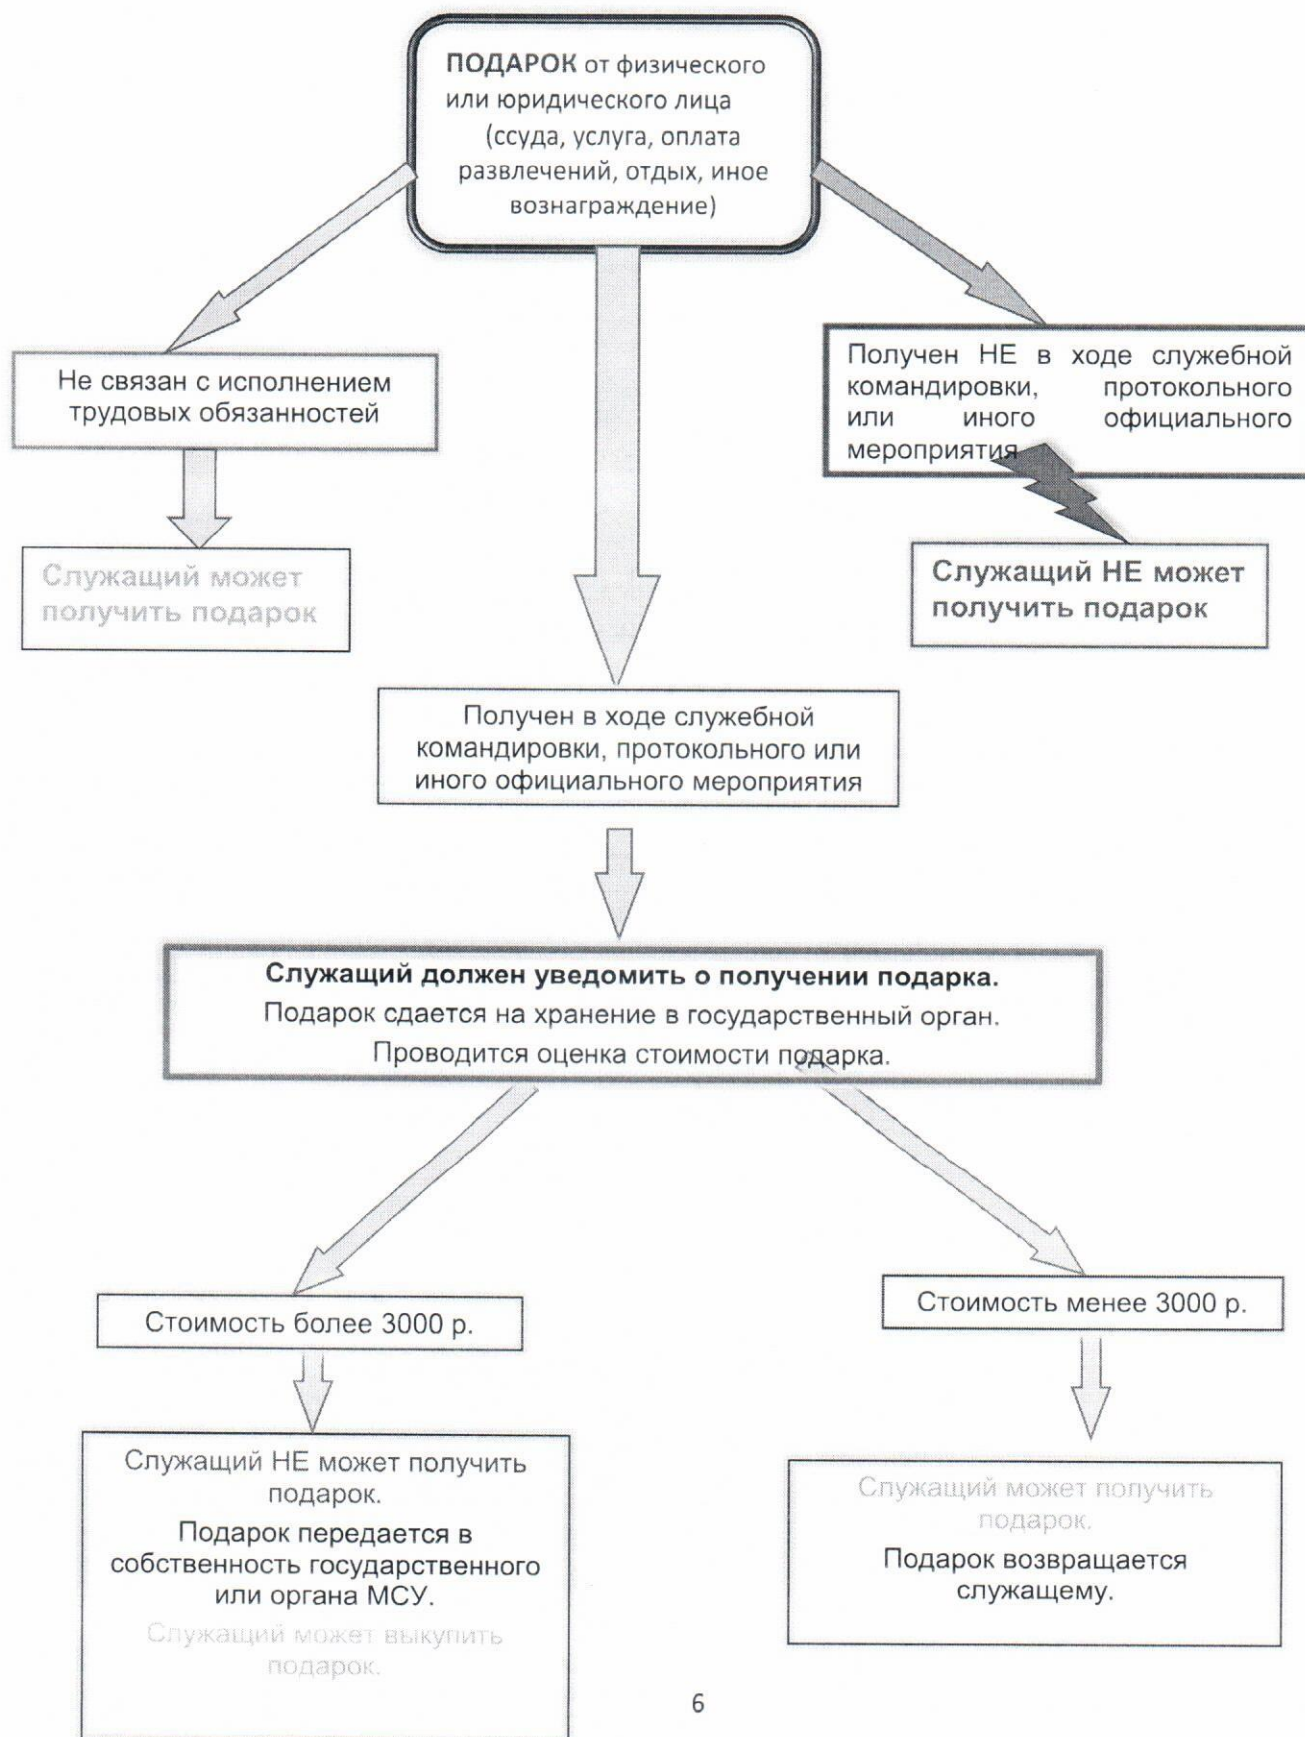 ПОДАРОК от физического
или юридического лица
(ссуда, услуга, оплата
развлечений, отдых, иное
вознаграждение)
Не связан с исполнением
трудовых обязанностей
Получен НЕ в ходе служебной
командировки, протокольного
или иного официального
мероприятия
Служащий может
получить подарок
Служащий НЕ может
получить подарок
Получен в ходе служебной
командировки, протокольного или
иного официального мероприятия
Служащий должен уведомить о получении подарка.
Подарок сдается на хранение в государственный орган.
Проводится оценка стоимости подарка.
Стоимость более 3000 р.
Стоимость менее 3000 р.
Служащий НЕ может получить
подарок.
Подарок передается в
собственность государственного
или органа МСУ.
Служащий может выкупить
подарок.
Служащий может получить
подарок.
Подарок возвращается
служащему.
6